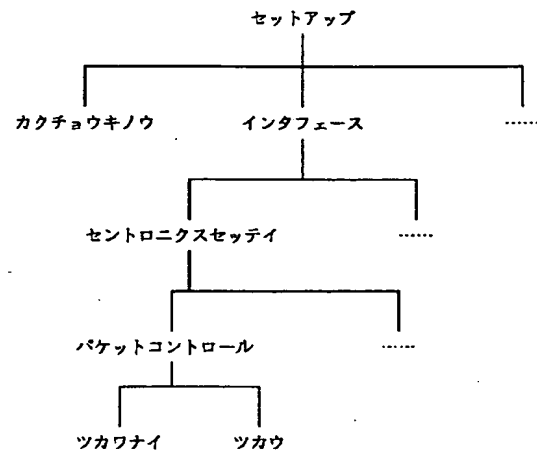 セットアップ
カクチョウキノウ インタフェース ……
セントロニクスセッテイ ……
パケットコントロール ……
ツカワナイ ツカウ